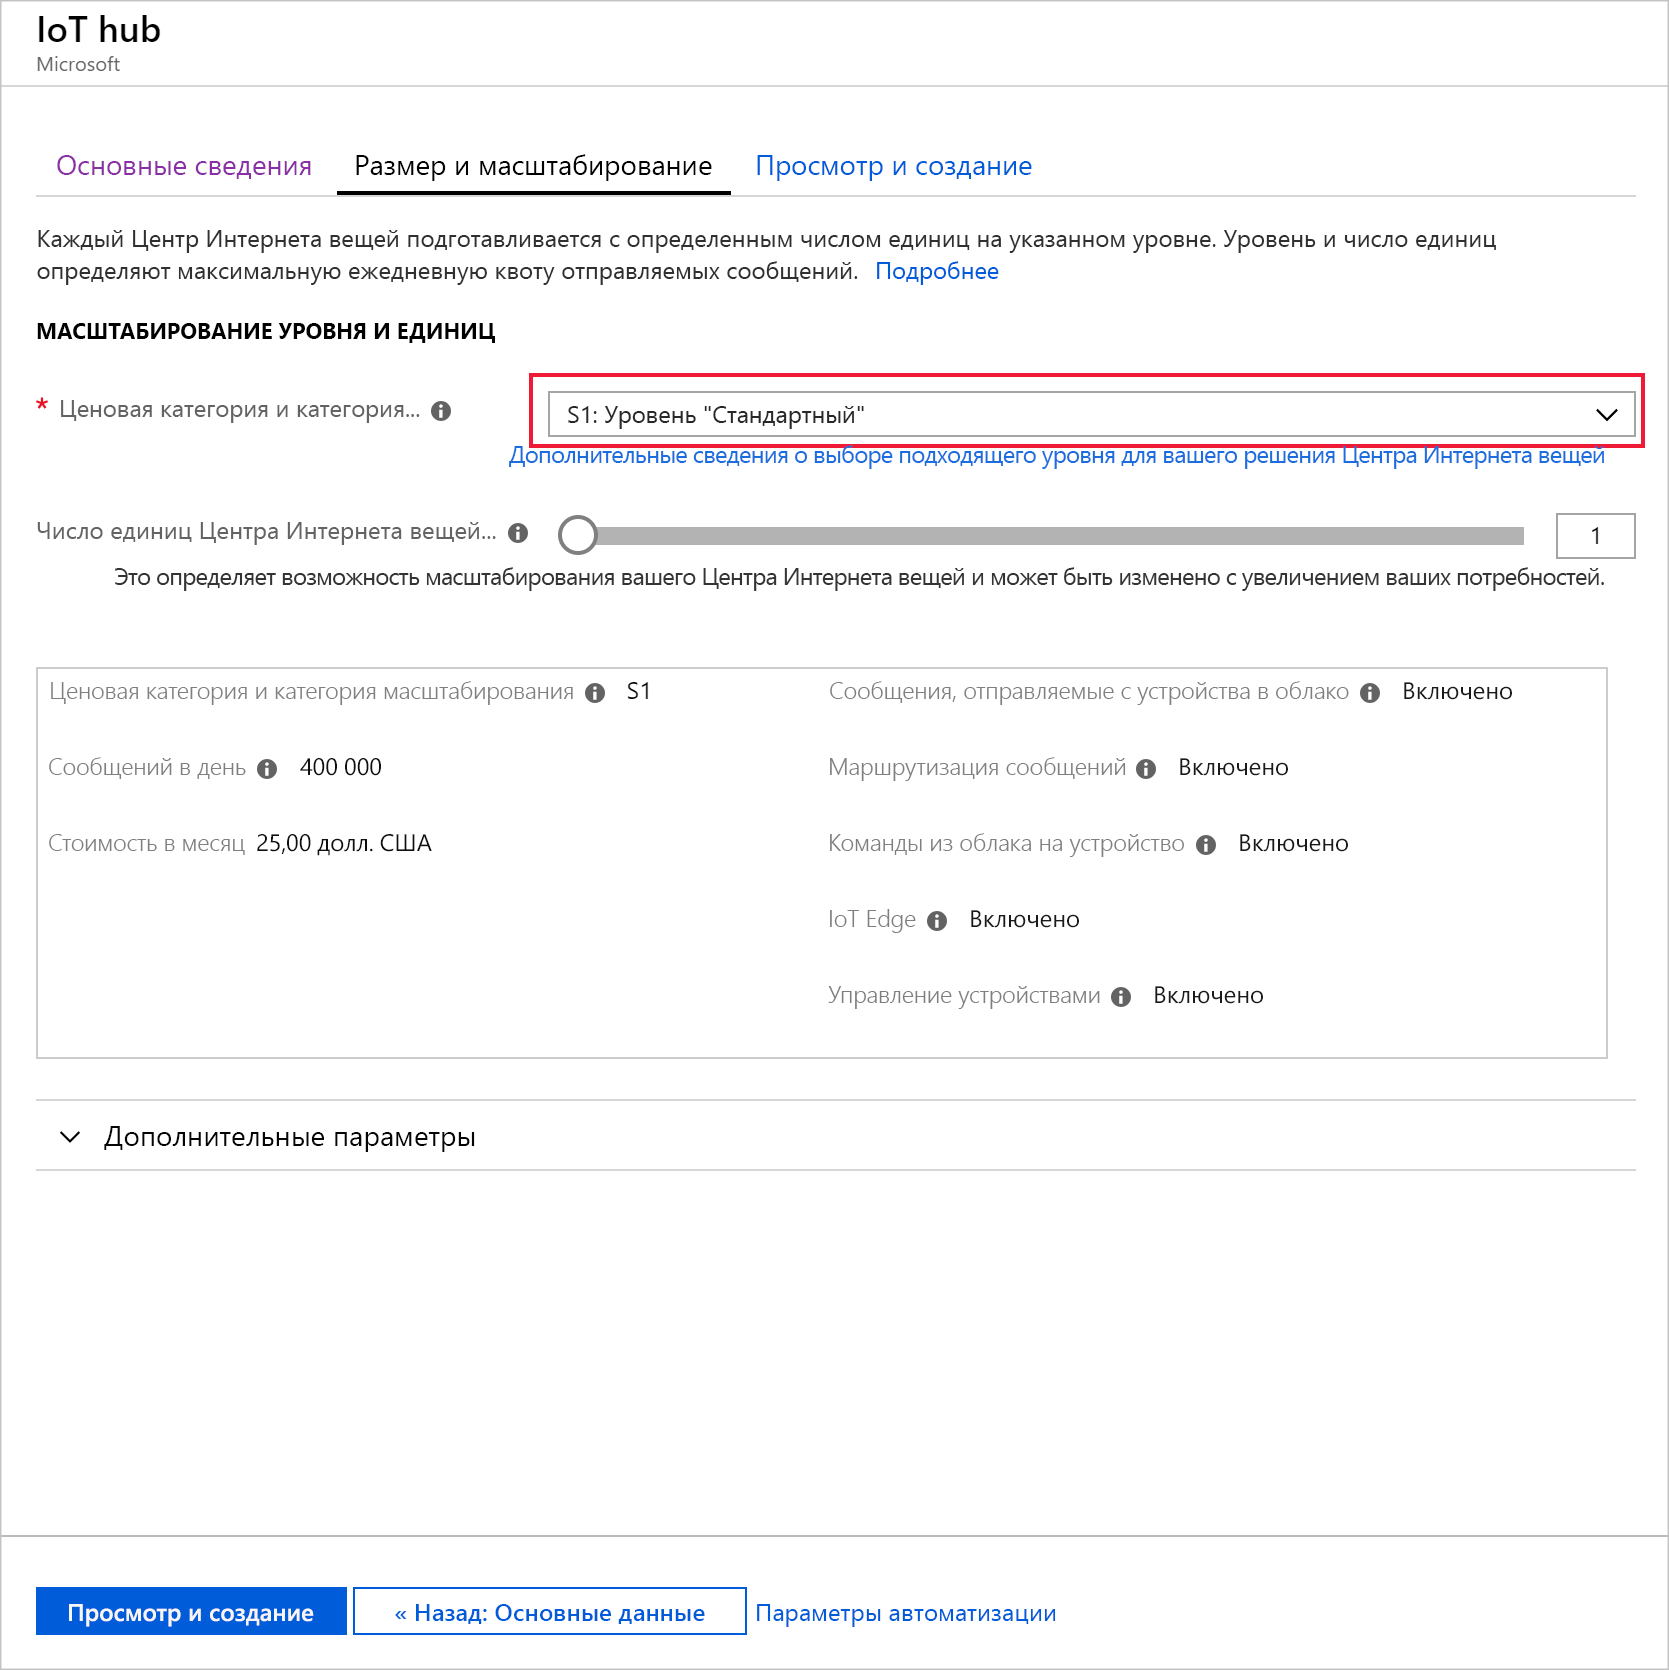 IoT hub
Microsoft
Основные сведения
Размер и масштабирование
Просмотр и создание
Каждый Центр Интернета вещей подготавливается с определенным числом единиц на указанном уровне. Уровень и число единиц
определяют максимальную ежедневную квоту отправляемых сообщений. Подробнее
МАСШТАБИРОВАНИЕ УРОВНЯ И ЕДИНИЦ
* Ценовая категория и категория...
S1: Уровень "Стандартный"
Дополнительные сведения о выборе подходящего уровня для вашего решения Центра Интернета вещей
Число единиц Центра Интернета вещей...
1
Это определяет возможность масштабирования вашего Центра Интернета вещей и может быть изменено с увеличением ваших потребностей.
Ценовая категория и категория масштабирования S1
Сообщений в день 400 000
Стоимость в месяц 25,00 долл. США
Сообщения, отправляемые с устройства в облако Включено
Маршрутизация сообщений Включено
Команды из облака на устройство Включено
IoT Edge Включено
Управление устройствами Включено
Дополнительные параметры
Просмотр и создание
« Назад: Основные данные
Параметры автоматизации